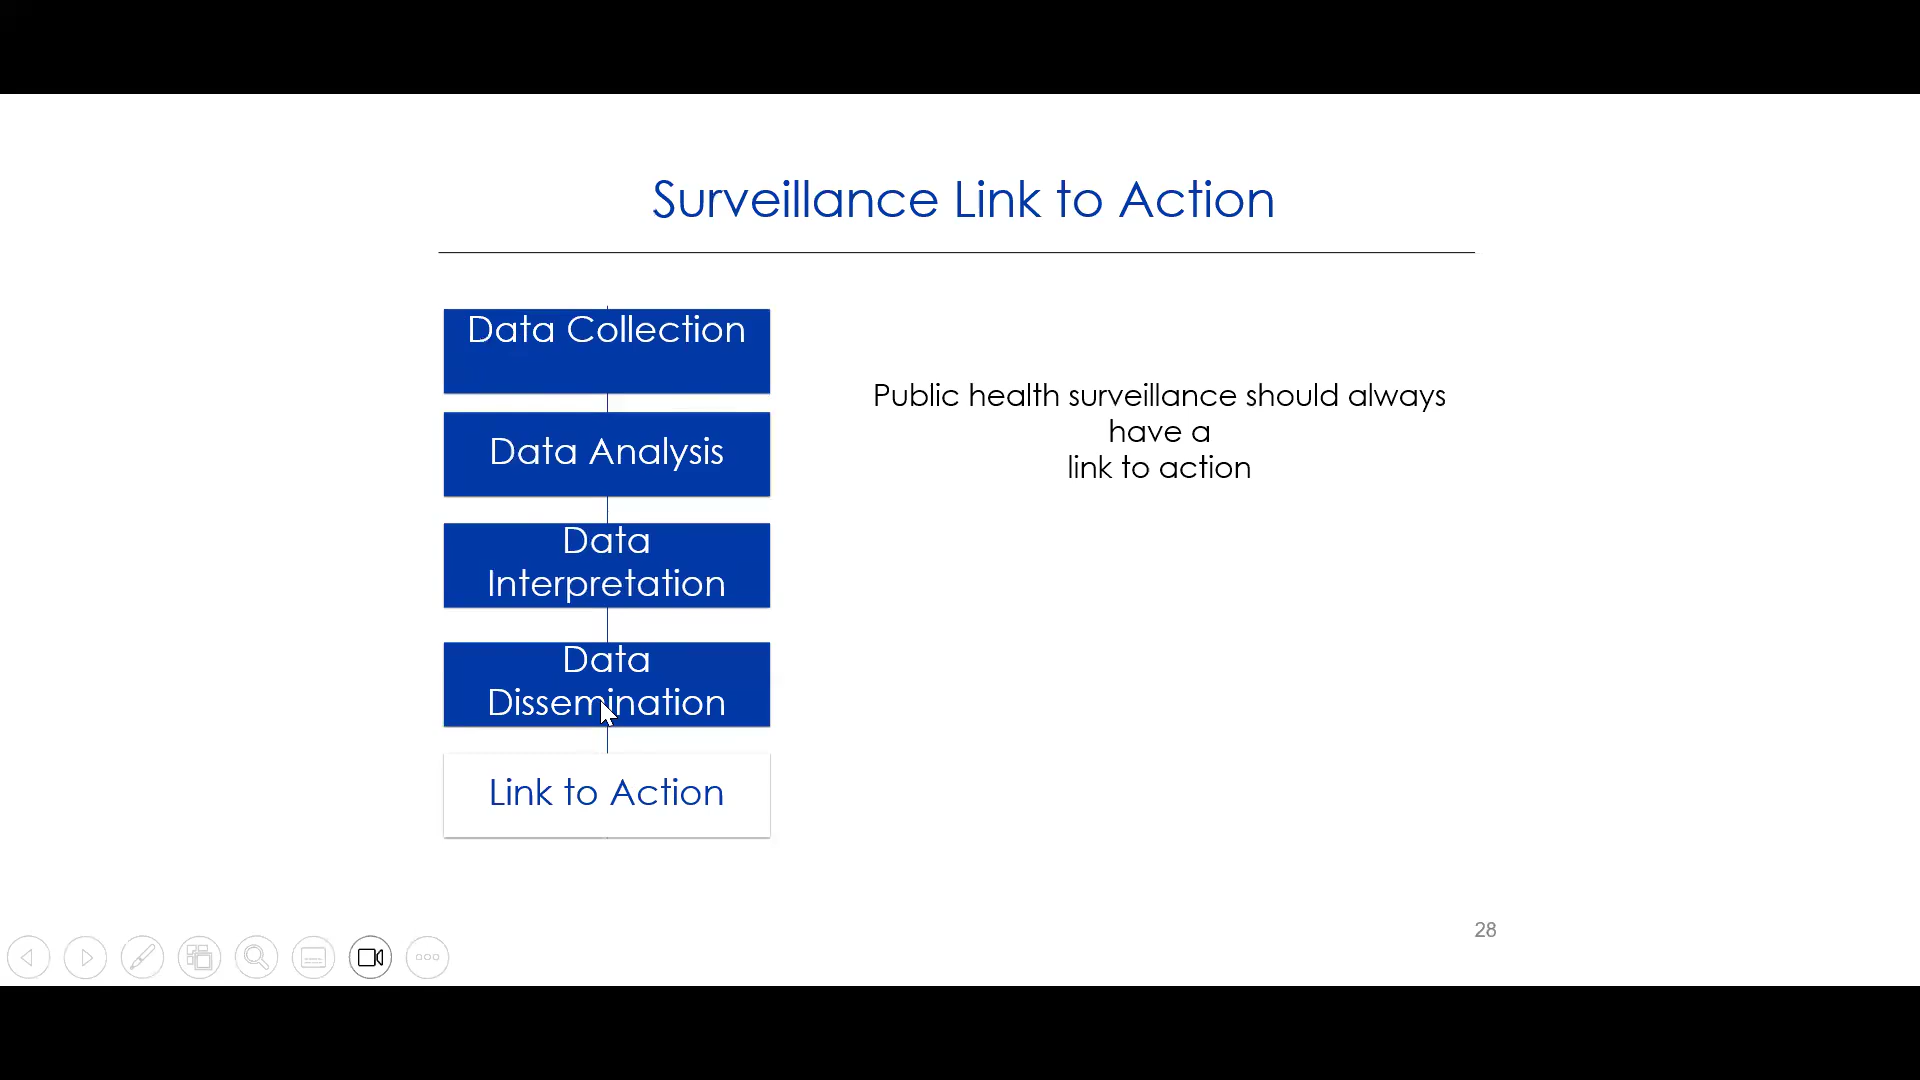 Surveillance Link to Action
Data Collection
Data Analysis
Data
Interpretation
Data
Dissemination
Link to Action
Public health surveillance should always
have a
link to action
28